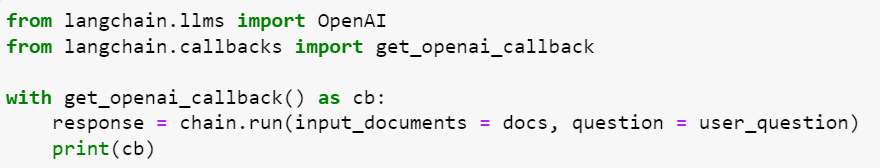 from langchain.llms import OpenAI
from langchain.callbacks import get_openai_callback

with get_openai_callback() as cb:
    response = chain.run(input_documents = docs, question = user_question)
    print(cb)